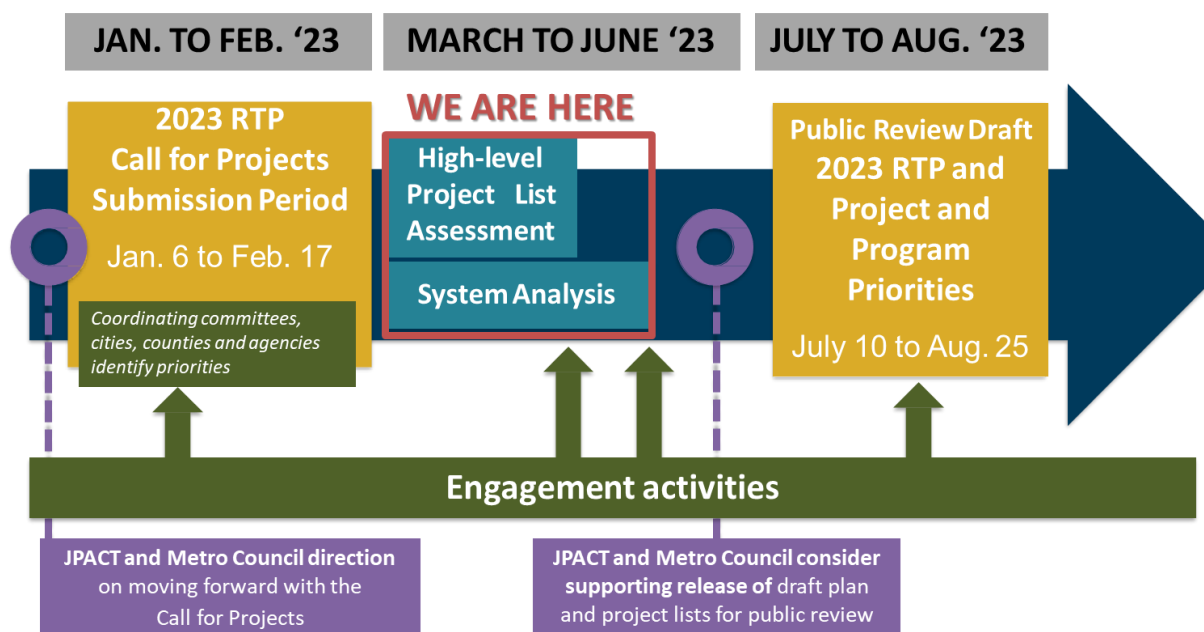 JAN. TO FEB. ‘23
MARCH TO JUNE ‘23
JULY TO AUG. ‘23
WE ARE HERE
2023 RTP
Call for Projects
Submission Period
Jan. 6 to Feb. 17
Coordinating committees,
cities, counties and agencies
identify priorities
High-level
Project List
Assessment
System Analysis
Public Review Draft
2023 RTP and
Project and
Program
Priorities
July 10 to Aug. 25
Engagement activities
JPACT and Metro Council direction
on moving forward with the
Call for Projects
JPACT and Metro Council consider
supporting release of draft plan
and project lists for public review